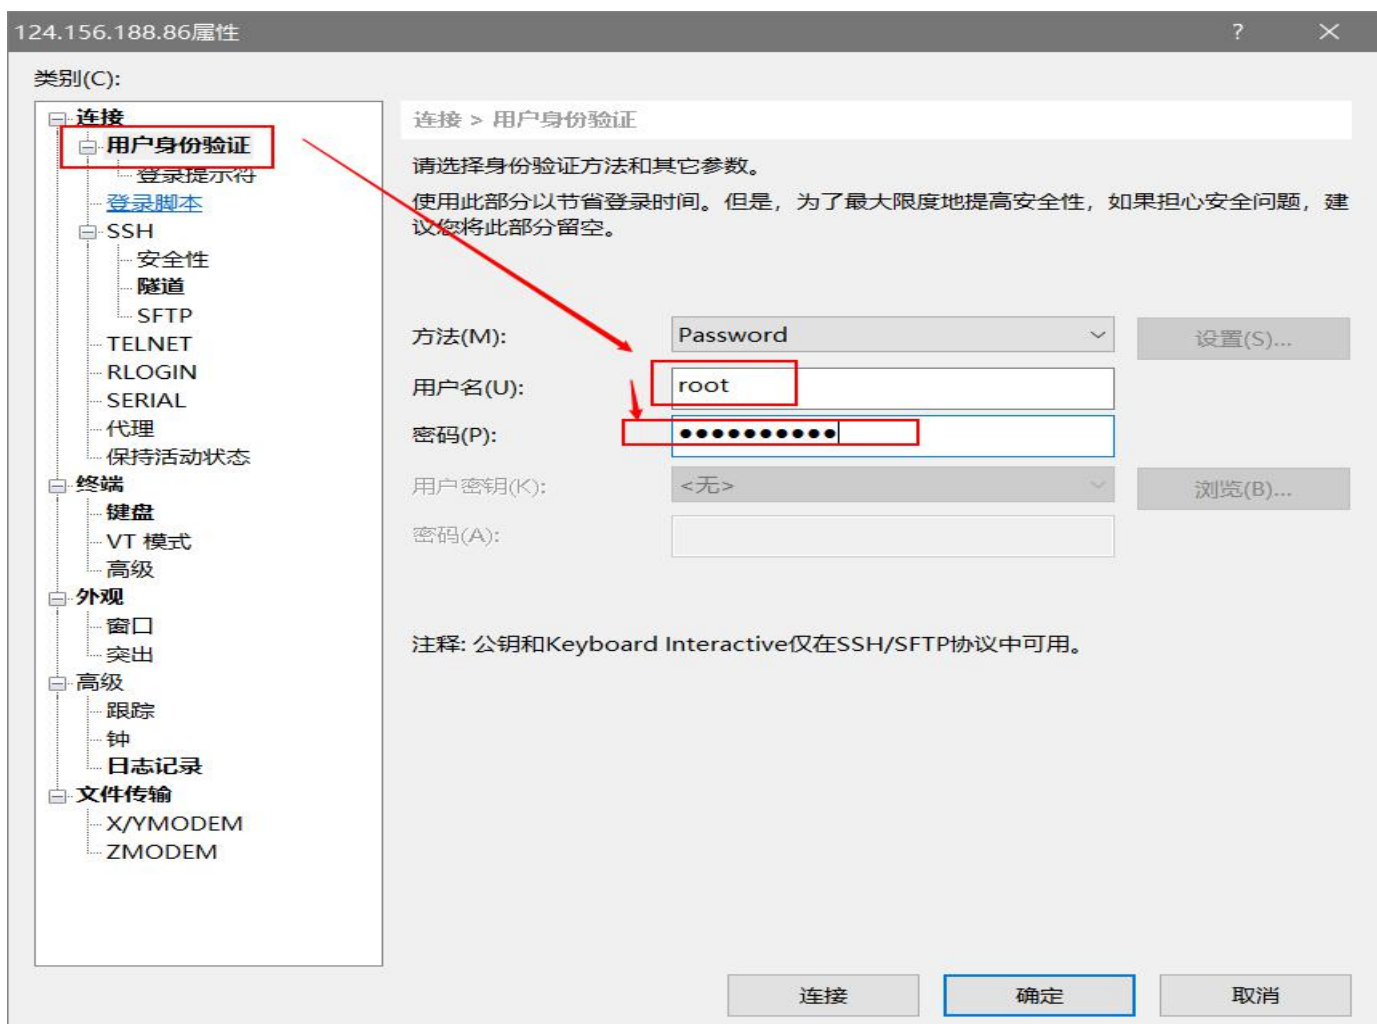 124.156.188.86属性
?
类别(C):
连接
用户身份验证
登录提示符
登录脚本
SSH
安全性
隧道
SFTP
TELNET
RLOGIN
SERIAL
代理
保持活动状态
终端
键盘
VT 模式
高级
外观
窗口
突出
高级
跟踪
钟
日志记录
文件传输
X/YMODEM
ZMODEM
连接 > 用户身份验证
请选择身份验证方法和其它参数。
使用此部分以节省登录时间。但是，为了最大限度地提高安全性，如果担心安全问题，建
议您将此部分留空。
方法(M): Password 设置(S)...
用户名(U): root
密码(P): ●●●●●●●●●●
用户密钥(K): <无> 浏览(B)...
密码(A):
注释: 公钥和Keyboard Interactive仅在SSH/SFTP协议中可用。
连接 确定 取消